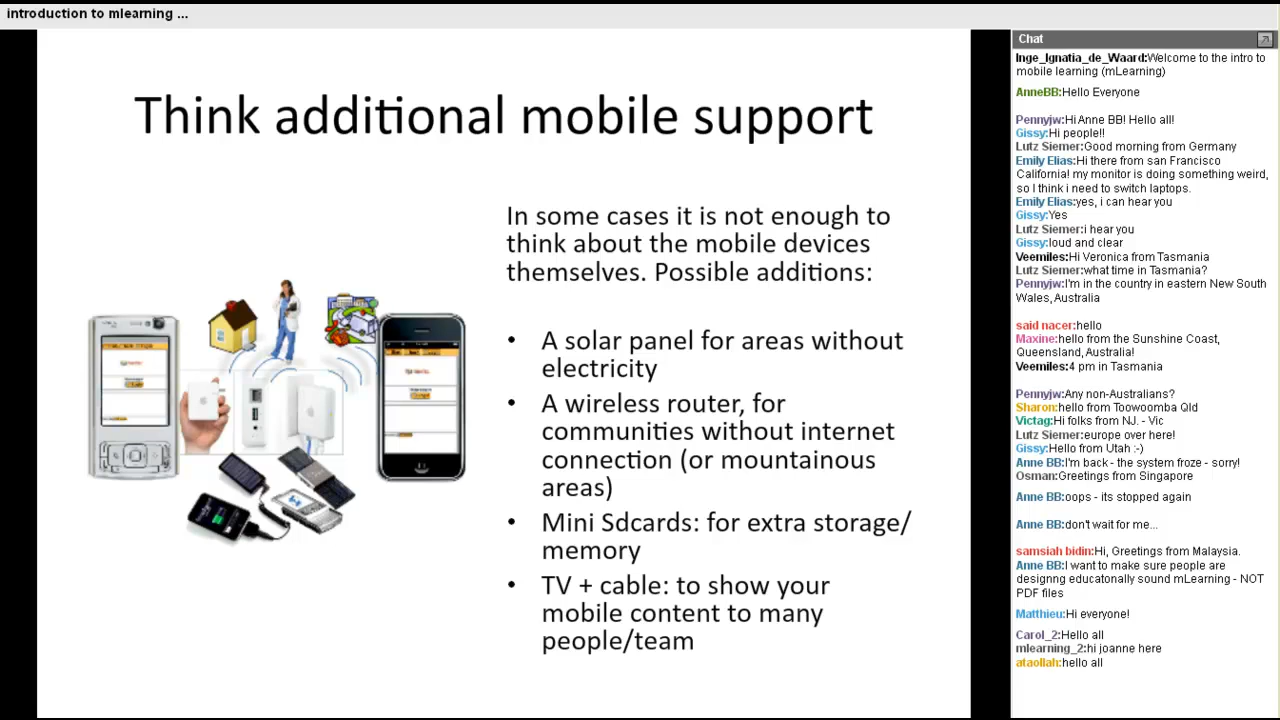 introduction to mlearning ...
Think additional mobile support
In some cases it is not enough to
think about the mobile devices
themselves. Possible additions:
• A solar panel for areas without
electricity
• A wireless router, for
communities without internet
connection (or mountainous
areas)
• Mini Sdcards: for extra storage/
memory
• TV + cable: to show your
mobile content to many
people/team
Chat
Inge_Ignatia_de_Waard:Welcome to the intro to
mobile learning (mLearning)
AnneBB:Hello Everyone
Pennyjw:Hi Anne BB! Hello all!
Gissy:Hi people!!
Lutz Siemer:Good morning from Germany
Emily Elias:Hi there from san Francisco
California! my monitor is doing something weird,
so I think i need to switch laptops.
Emily Elias:yes, i can hear you
Gissy:Yes
Lutz Siemer:i hear you
Gissy:loud and clear
Veemiles:Hi Veronica from Tasmania
Lutz Siemer:what time in Tasmania?
Pennyjw:I'm in the country in eastern New South
Wales, Australia
said nacer:hello
Maxine:hello from the Sunshine Coast,
Queensland, Australia!
Veemiles:4 pm in Tasmania
Pennyjw:Any non-Australians?
Sharon:hello from Toowoomba Qld
Victag:Hi folks from NJ. - Vic
Lutz Siemer:europe over here!
Gissy:Hello from Utah :-)
Anne BB:I'm back - the system froze - sorry!
Osman:Greetings from Singapore
Anne BB:oops - its stopped again
Anne BB:don't wait for me...
samsiah bidin:Hi, Greetings from Malaysia.
Anne BB:I want to make sure people are
designng educatonally sound mLearning - NOT
PDF files
Matthieu:Hi everyone!
Carol_2:Hello all
mlearning_2:hi joanne here
ataollah:hello all